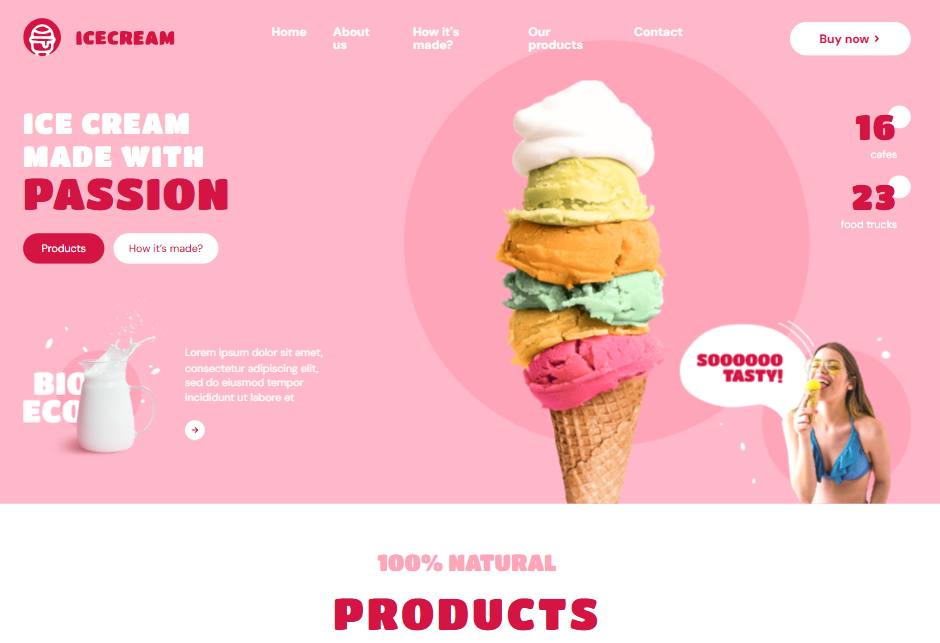 ICECREAM
Home
About
us
How it's
made?
Our
products
Contact
Buy now
ICE CREAM
MADE WITH
PASSION
Products
How it's made?
16
cafes
23
food trucks
BIO
ECO
Lorem ipsum dolor sit amet,
consectetur adipiscing elit,
sed do eiusmod tempor
incididunt ut labore et
SOOOOOO
TASTY!
100% NATURAL
PRODUCTS